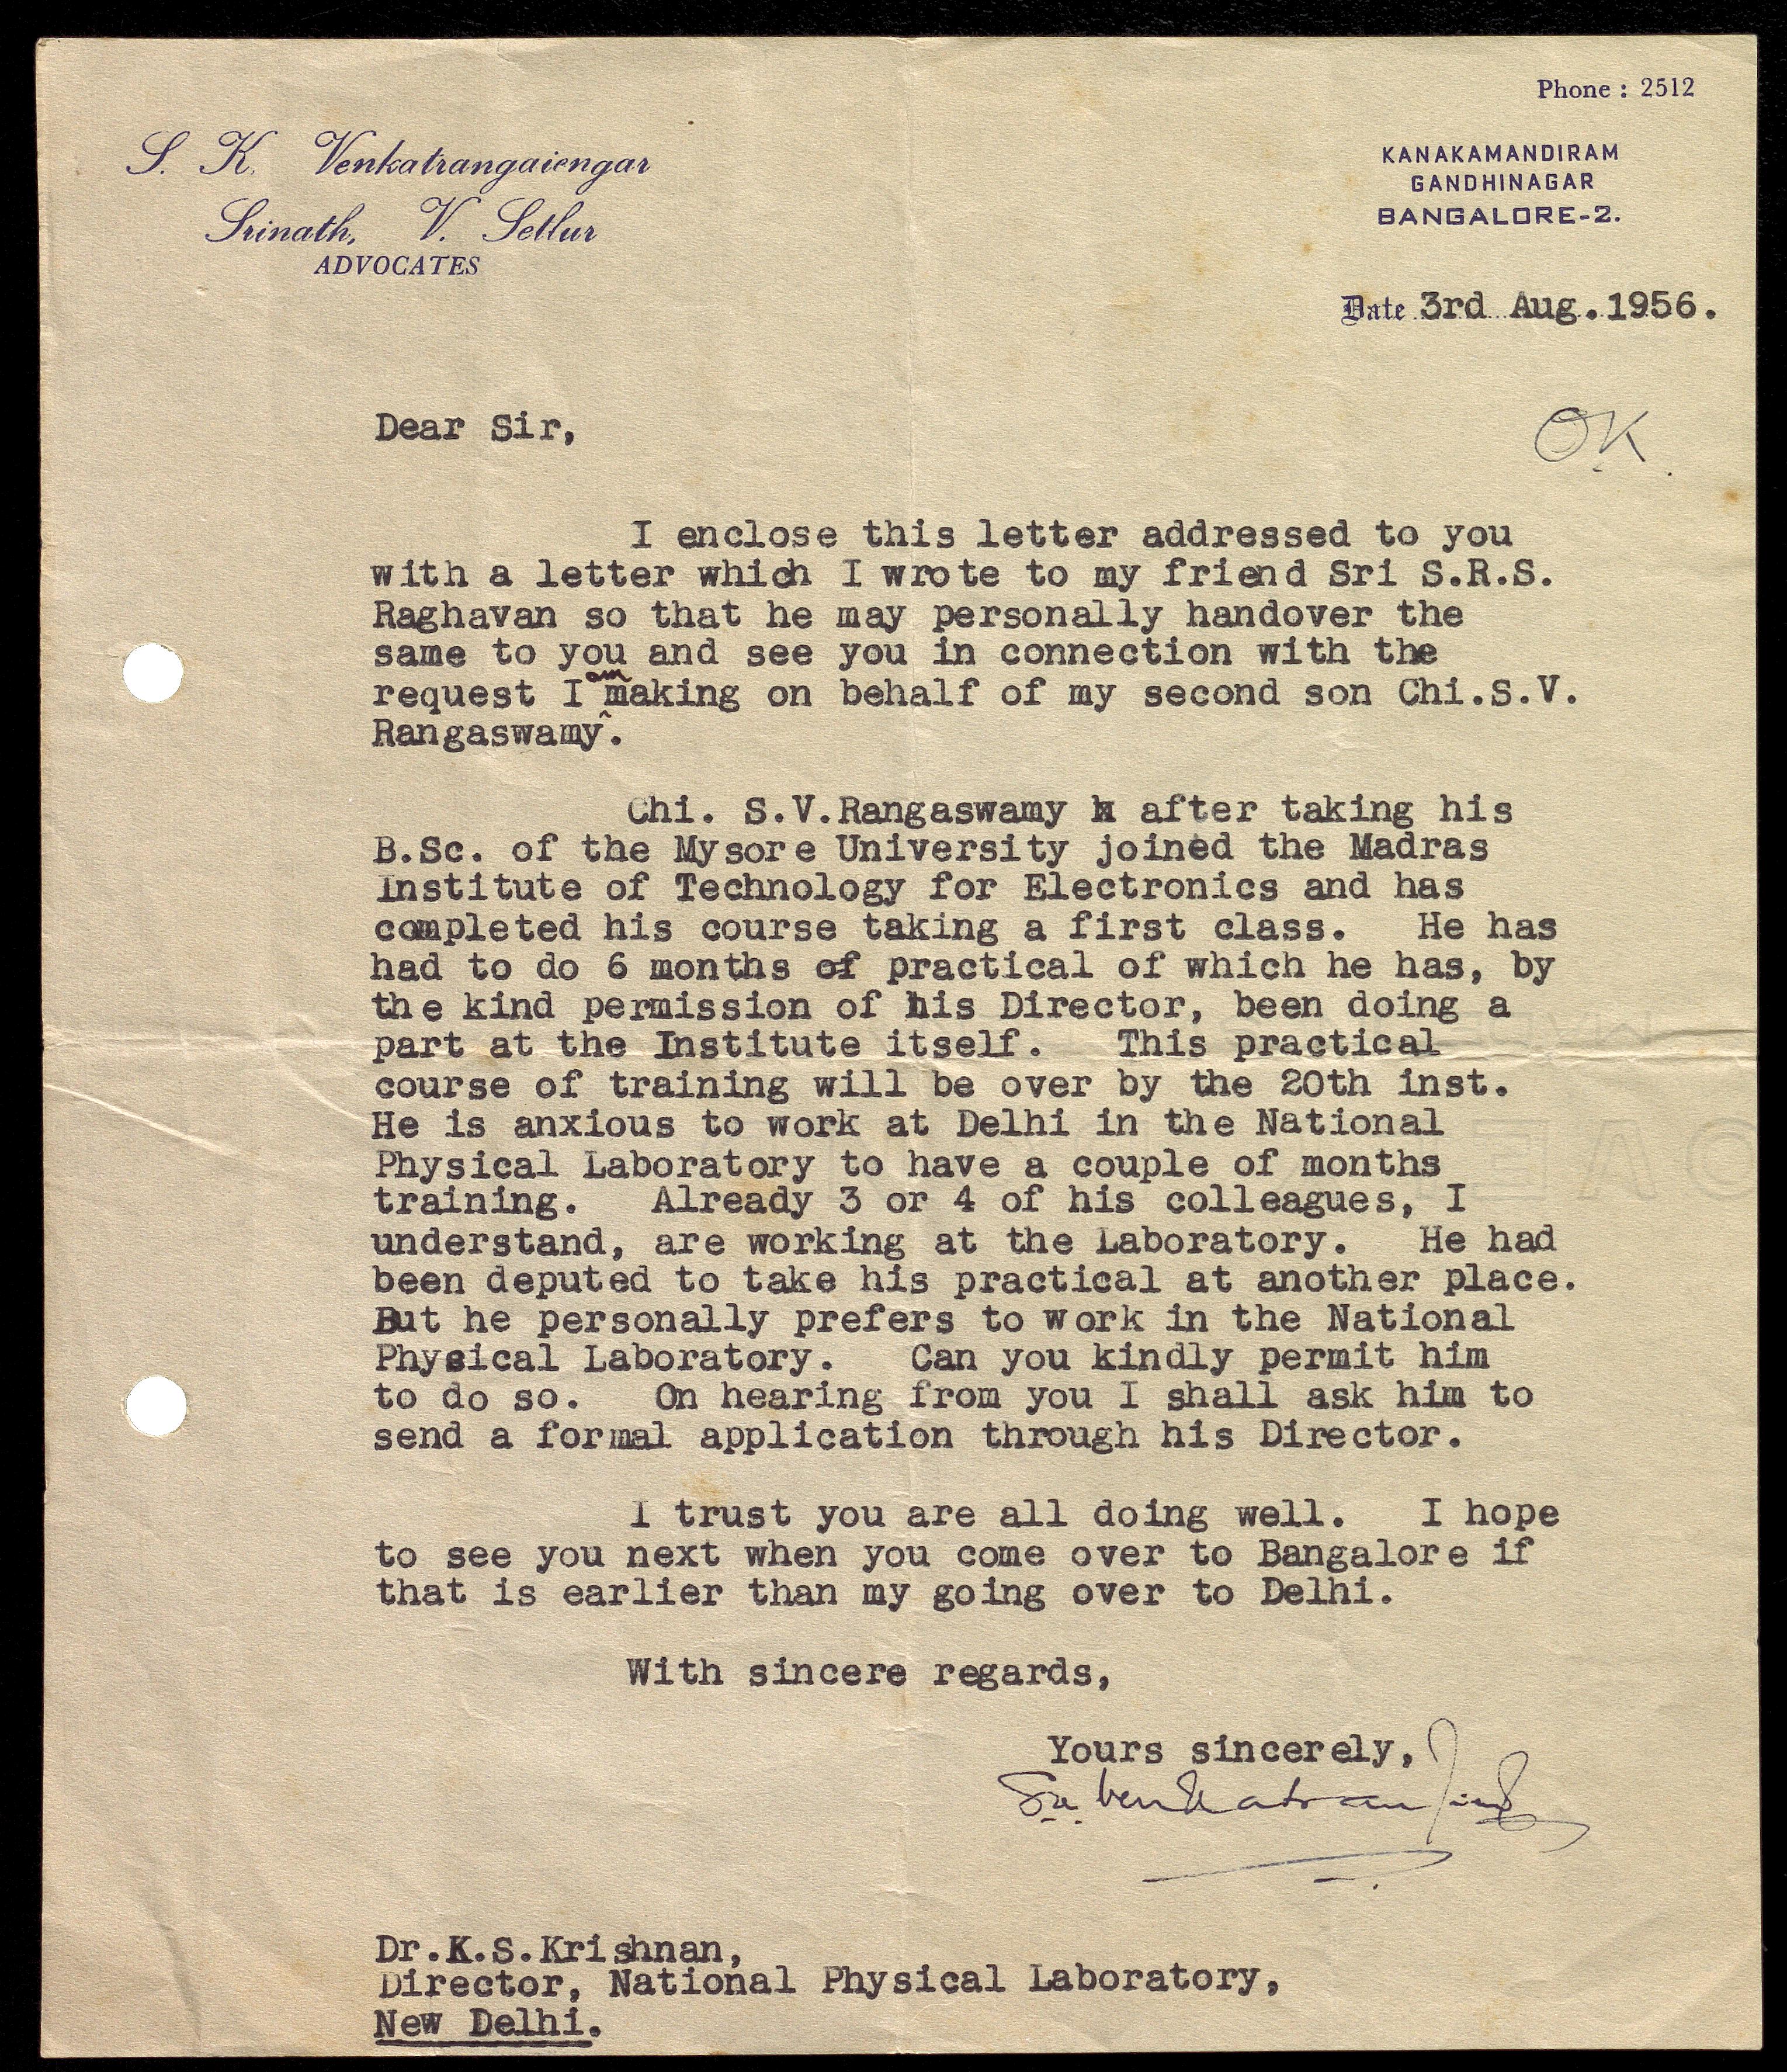 Phone : 2512
S. K. Venkatrangaiengar
Srinath, V. Setlur
ADVOCATES
KANAKAMANDIRAM
GANDHINAGAR
BANGALORE-2.
Date 3rd Aug.1956.
Dear Sir,
OK.
I enclose this letter addressed to you
with a letter which I wrote to my friend Sri S.R.S.
Raghavan so that he may personally handover the
same to you and see you in connection with the
request I am making on behalf of my second son Chi.S.V.
Rangaswamy.
Chi. S.V.Rangaswamy after taking his
B.Sc. of the Mysore University joined the Madras
Institute of Technology for Electronics and has
completed his course taking a first class. He has
had to do 6 months of practical of which he has, by
the kind permission of his Director, been doing a
part at the Institute itself. This practical
course of training will be over by the 20th inst.
He is anxious to work at Delhi in the National
Physical Laboratory to have a couple of months
training. Already 3 or 4 of his colleagues, I
understand, are working at the Laboratory. He had
been deputed to take his practical at another place.
But he personally prefers to work in the National
Physical Laboratory. Can you kindly permit him
to do so. On hearing from you I shall ask him to
send a formal application through his Director.
I trust you are all doing well. I hope
to see you next when you come over to Bangalore if
that is earlier than my going over to Delhi.
With sincere regards,
Yours sincerely,
Dr.K.S.Krishnan,
Director, National Physical Laboratory,
New Delhi.